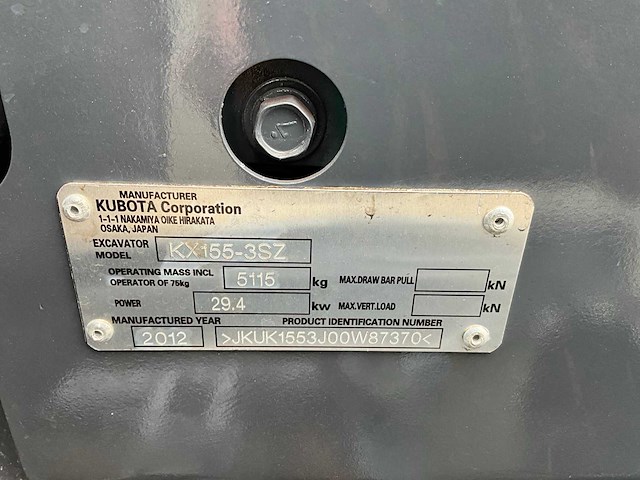 MANUFACTURER
KUBOTA Corporation
1-1-1 NAKAMIYA OIKE HIRAKATA
OSAKA, JAPAN
EXCAVATOR MODEL KX155-3SZ
OPERATING MASS INCL OPERATOR OF 75kg 5115 kg MAX.DRAW BAR PULL kN
POWER 29.4 kw MAX.VERT.LOAD kN
MANUFACTURED YEAR PRODUCT IDENTIFICATION NUMBER
2012 >JKUK1553J00W87370<